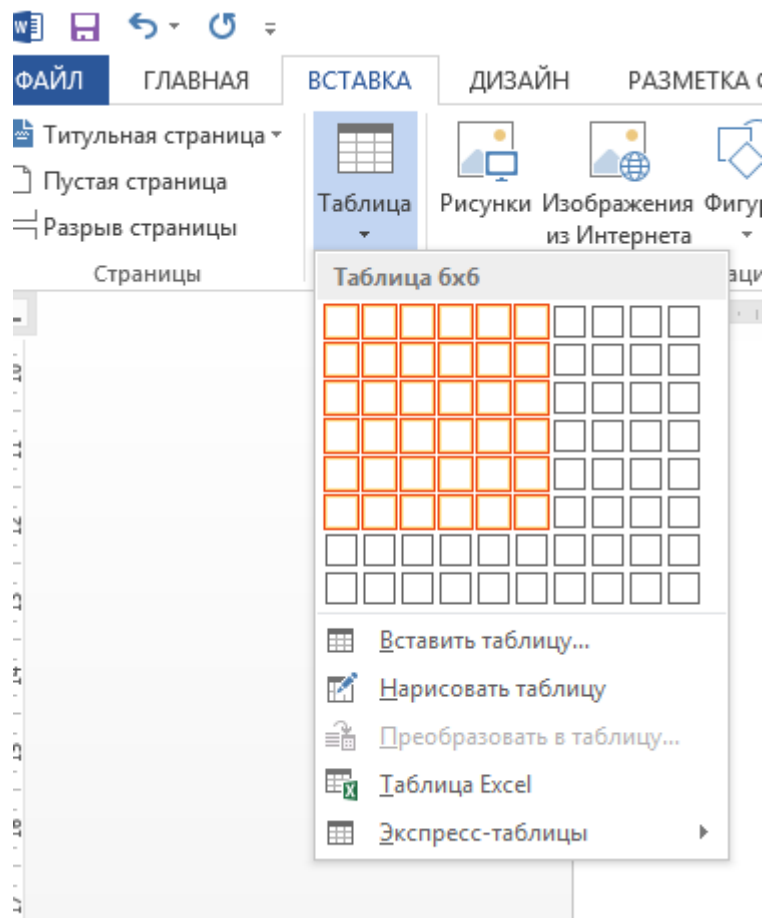 ФАЙЛ ГЛАВНАЯ ВСТАВКА ДИЗАЙН РАЗМЕТКА
Титульная страница
Пустая страница
Разрыв страницы
Страницы
Таблица
Рисунки
Изображения
из Интернета
Таблица 6x6
Вставить таблицу...
Нарисовать таблицу
Преобразовать в таблицу...
Таблица Excel
Экспресс-таблицы